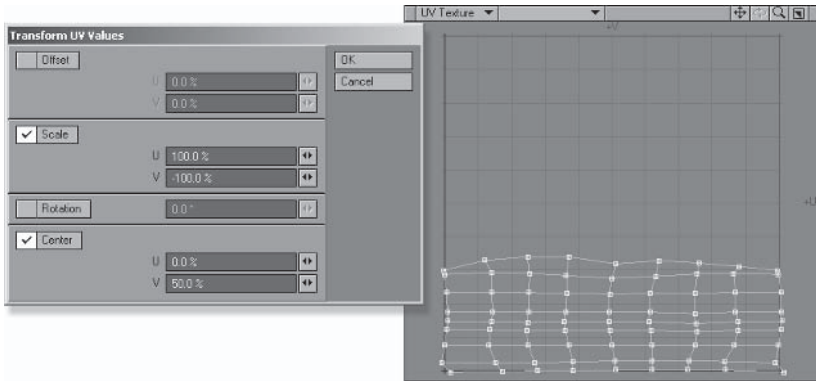 UV Texture
+V
Transform UV Values
Offset
OK
U 0.0 %
Cancel
V 0.0 %
Scale
U 100.0 %
V -100.0 %
Rotation
0.0 °
Center
U 0.0 %
V 50.0 %
+U